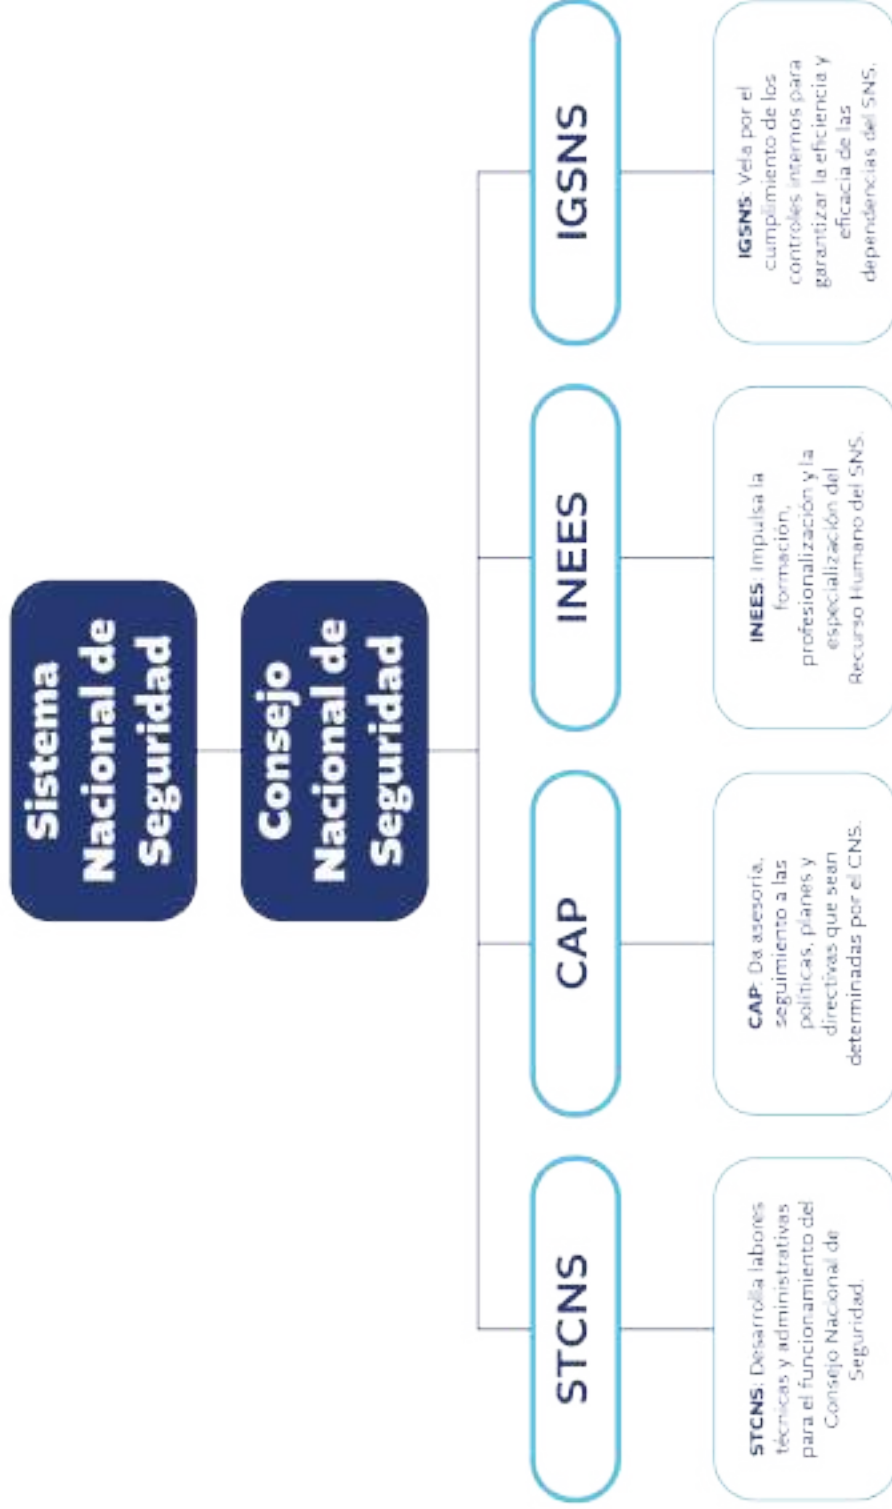 Sistema
Nacional de
Seguridad
Consejo
Nacional de
Seguridad
STCNS
CAP
INEES
IGSNS
STCNS: Desarrolla labores
técnicas y administrativas
para el funcionamiento del
Consejo Nacional de
Seguridad.
CAP: Da asesoría,
seguimiento a las
políticas, planes y
directivas que sean
determinadas por el CNS.
INEES: Impulsa la
formación,
profesionalización y la
especialización del
Recurso Humano del SNS.
IGSNS: Vela por el
cumplimiento de los
controles internos para
garantizar la eficiencia y
eficacia de las
dependencias del SNS.